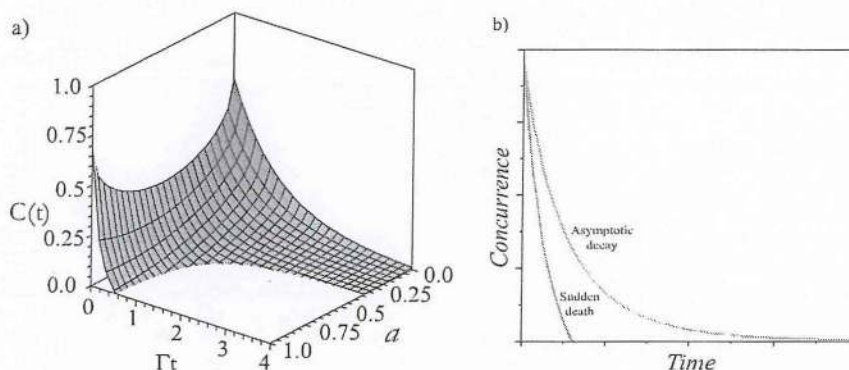 a)
1.0
0.75
0.5
C(t)
0.25
0.0
0
1
2
3
4
Γt
1.0
0.75
0.5
0.25
0.0
a
b)
Concurrence
Asymptotic
decay
Sudden
death
Time